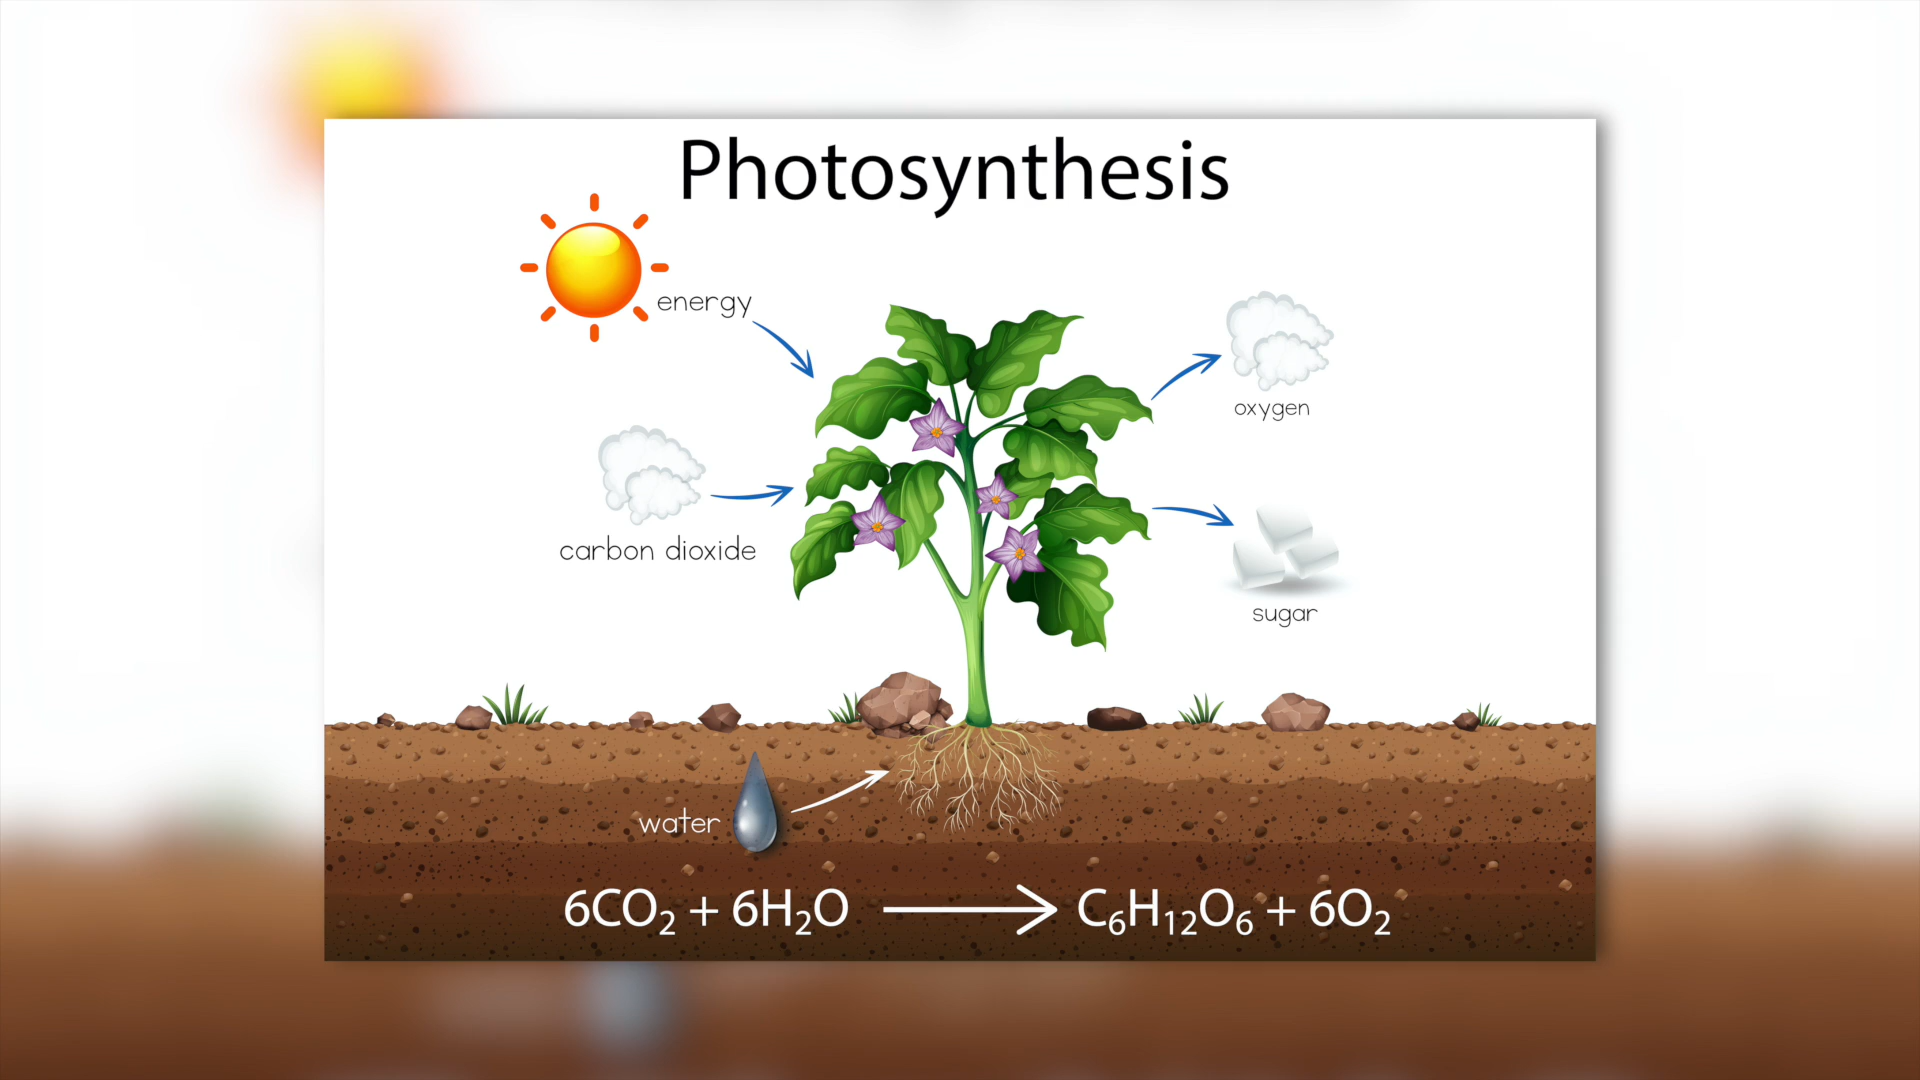 Photosynthesis
energy
oxygen
carbon dioxide
sugar
water
6CO₂ + 6H₂O ⟶ C₆H₁₂O₆ + 6O₂